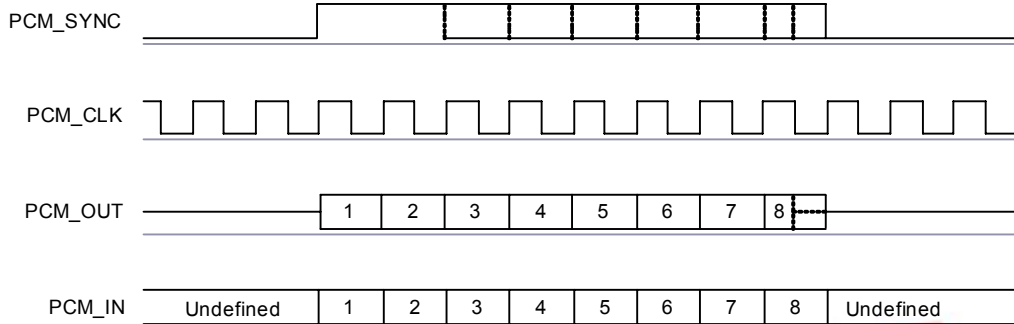 PCM_SYNC
PCM_CLK
PCM_OUT 1 2 3 4 5 6 7 8
PCM_IN Undefined 1 2 3 4 5 6 7 8 Undefined